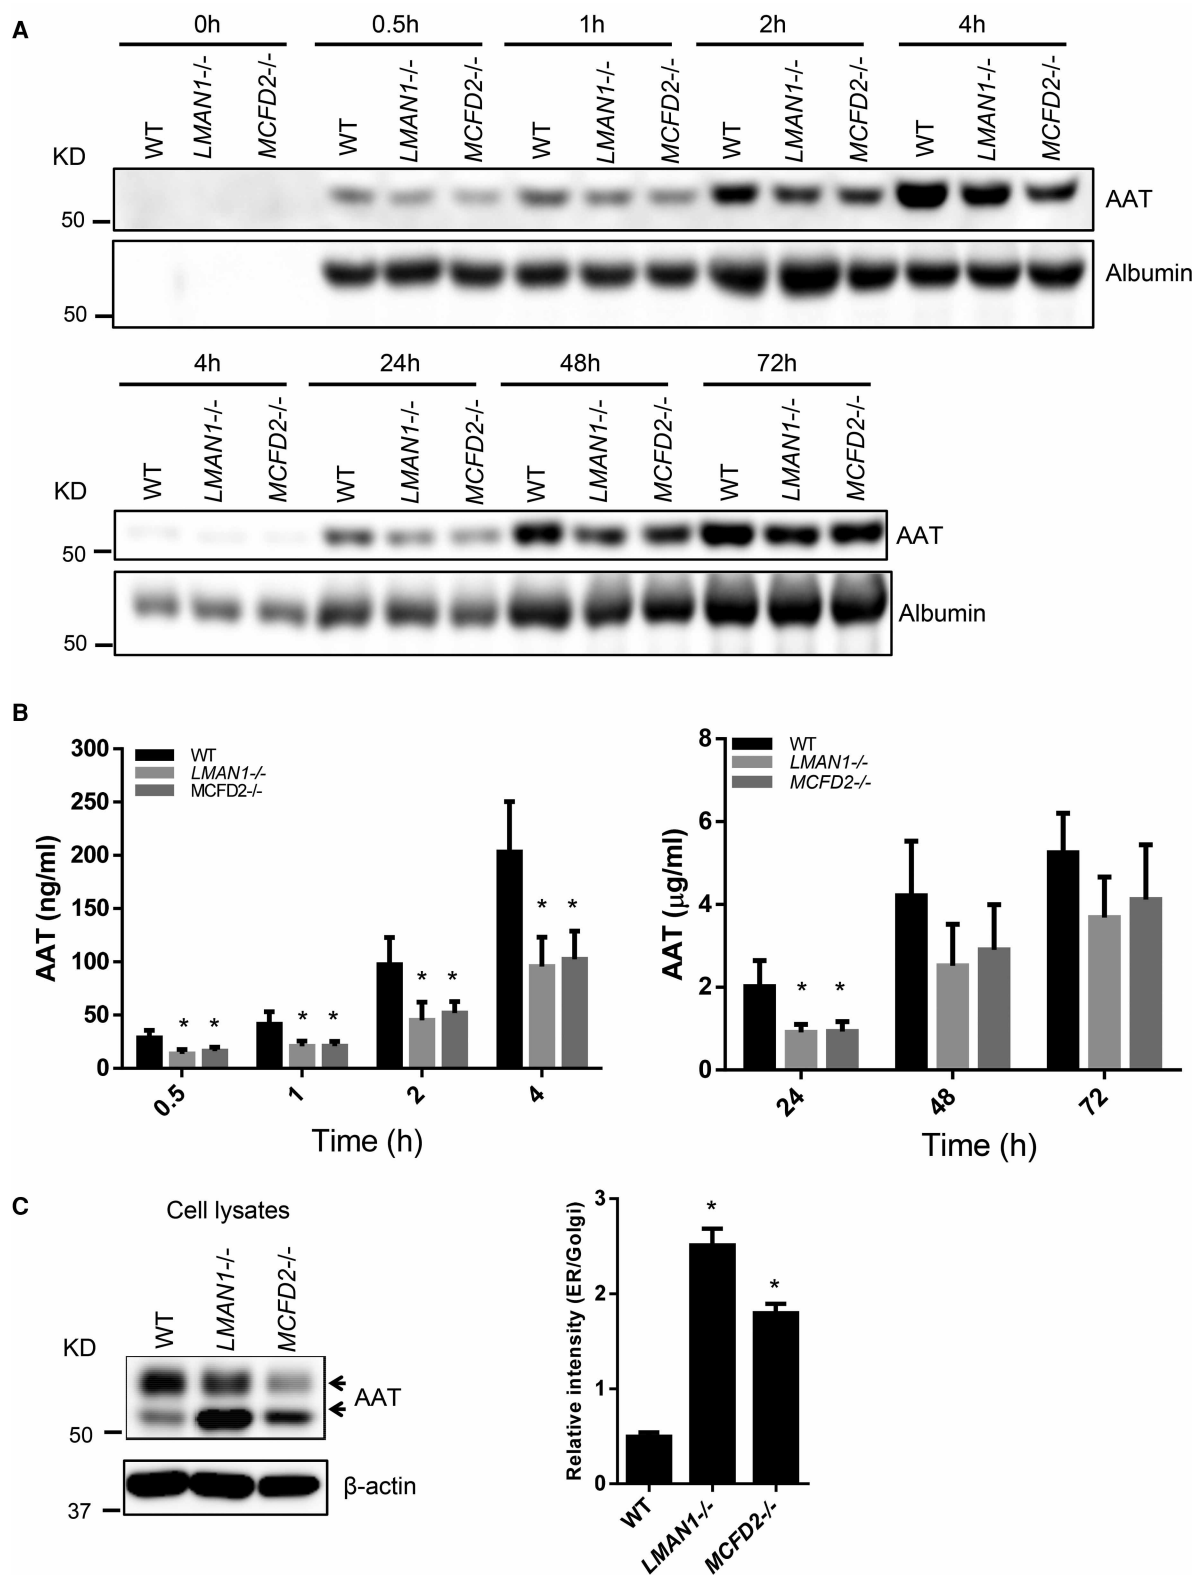 A
0h 0.5h 1h 2h 4h
WT LMAN1-/- MCFD2-/- WT LMAN1-/- MCFD2-/- WT LMAN1-/- MCFD2-/- WT LMAN1-/- MCFD2-/- WT LMAN1-/- MCFD2-/-
KD
AAT
50
Albumin
50
4h 24h 48h 72h
WT LMAN1-/- MCFD2-/- WT LMAN1-/- MCFD2-/- WT LMAN1-/- MCFD2-/- WT LMAN1-/- MCFD2-/-
KD
AAT
50
Albumin
50
B
AAT (ng/ml)
300
250
200
150
100
50
0
WT
LMAN1-/-
MCFD2-/-
* * * * * * * *
0.5 1 2 4
Time (h)
AAT (μg/ml)
8
6
4
2
0
WT
LMAN1-/-
MCFD2-/-
* *
24 48 72
Time (h)
C
Cell lysates
WT LMAN1-/- MCFD2-/-
KD
AAT
50
β-actin
37
Relative intensity (ER/Golgi)
3
2
1
0
* *
WT LMAN1-/- MCFD2-/-